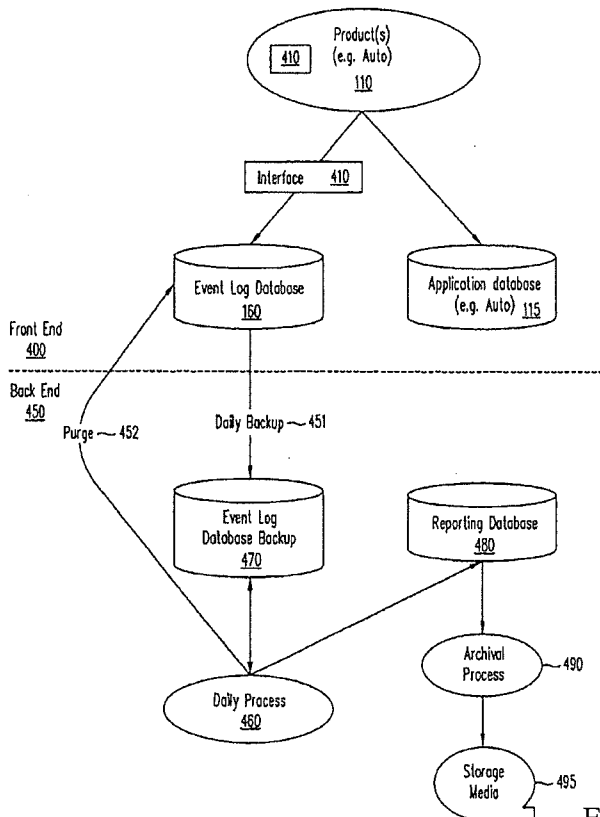 Product(s)
(e.g. Auto)
410
110
Interface 410
Event Log Database
160
Application database
(e.g. Auto) 115
Front End
400
Back End
450
Purge 452
Daily Backup 451
Event Log
Database Backup
470
Reporting Database
480
Daily Process
460
Archival
Process
490
Storage
Media
495
F